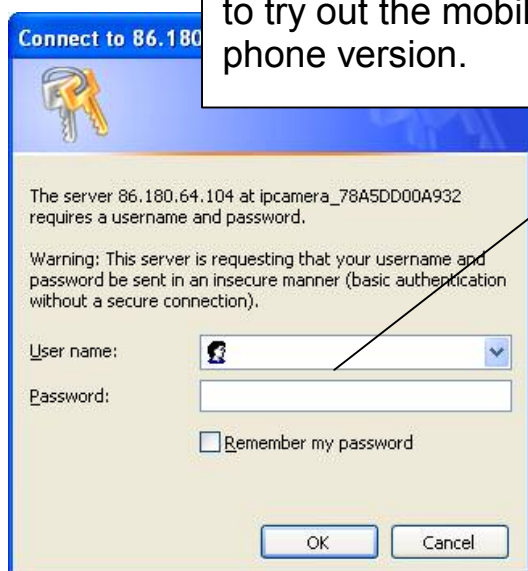 to try out the mobil
phone version.
Connect to 86.180
The server 86.180.64.104 at ipcamera_78A5DD00A932
requires a username and password.
Warning: This server is requesting that your username and
password be sent in an insecure manner (basic authentication
without a secure connection).
User name:
Password:
Remember my password
OK Cancel